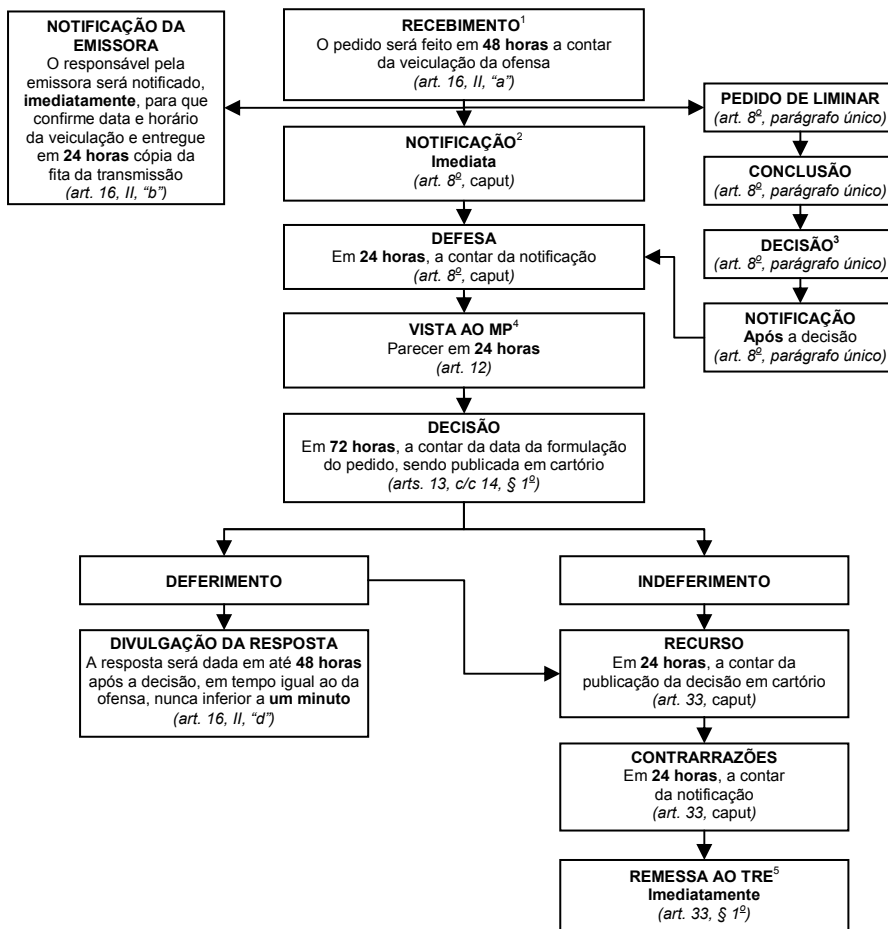 NOTIFICAÇÃO DA
EMISSORA
O responsável pela
emissora será notificado,
imediatamente, para que
confirme data e horário
da veiculação e entregue
em 24 horas cópia da
fita da transmissão
(art. 16, II, “b”)
RECEBIMENTO¹
O pedido será feito em 48 horas a contar
da veiculação da ofensa
(art. 16, II, “a”)
PEDIDO DE LIMINAR
(art. 8º, parágrafo único)
NOTIFICAÇÃO²
Imediata
(art. 8º, caput)
CONCLUSÃO
(art. 8º, parágrafo único)
DEFESA
Em 24 horas, a contar da notificação
(art. 8º, caput)
DECISÃO³
(art. 8º, parágrafo único)
NOTIFICAÇÃO
Após a decisão
(art. 8º, parágrafo único)
VISTA AO MP⁴
Parecer em 24 horas
(art. 12)
DECISÃO
Em 72 horas, a contar da data da formulação
do pedido, sendo publicada em cartório
(arts. 13, c/c 14, § 1º)
DEFERIMENTO
INDEFERIMENTO
DIVULGAÇÃO DA RESPOSTA
A resposta será dada em até 48 horas
após a decisão, em tempo igual ao da
ofensa, nunca inferior a um minuto
(art. 16, II, “d”)
RECURSO
Em 24 horas, a contar da
publicação da decisão em cartório
(art. 33, caput)
CONTRARRAZÕES
Em 24 horas, a contar
da notificação
(art. 33, caput)
REMESSA AO TRE⁵
Imediatamente
(art. 33, § 1º)